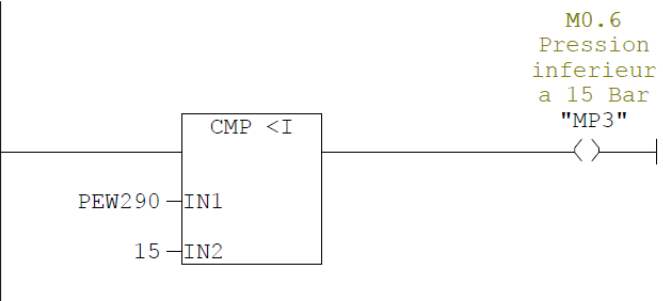 M0.6
Pression
inferieur
a 15 Bar
"MP3"
CMP <I
PEW290 IN1
15 IN2